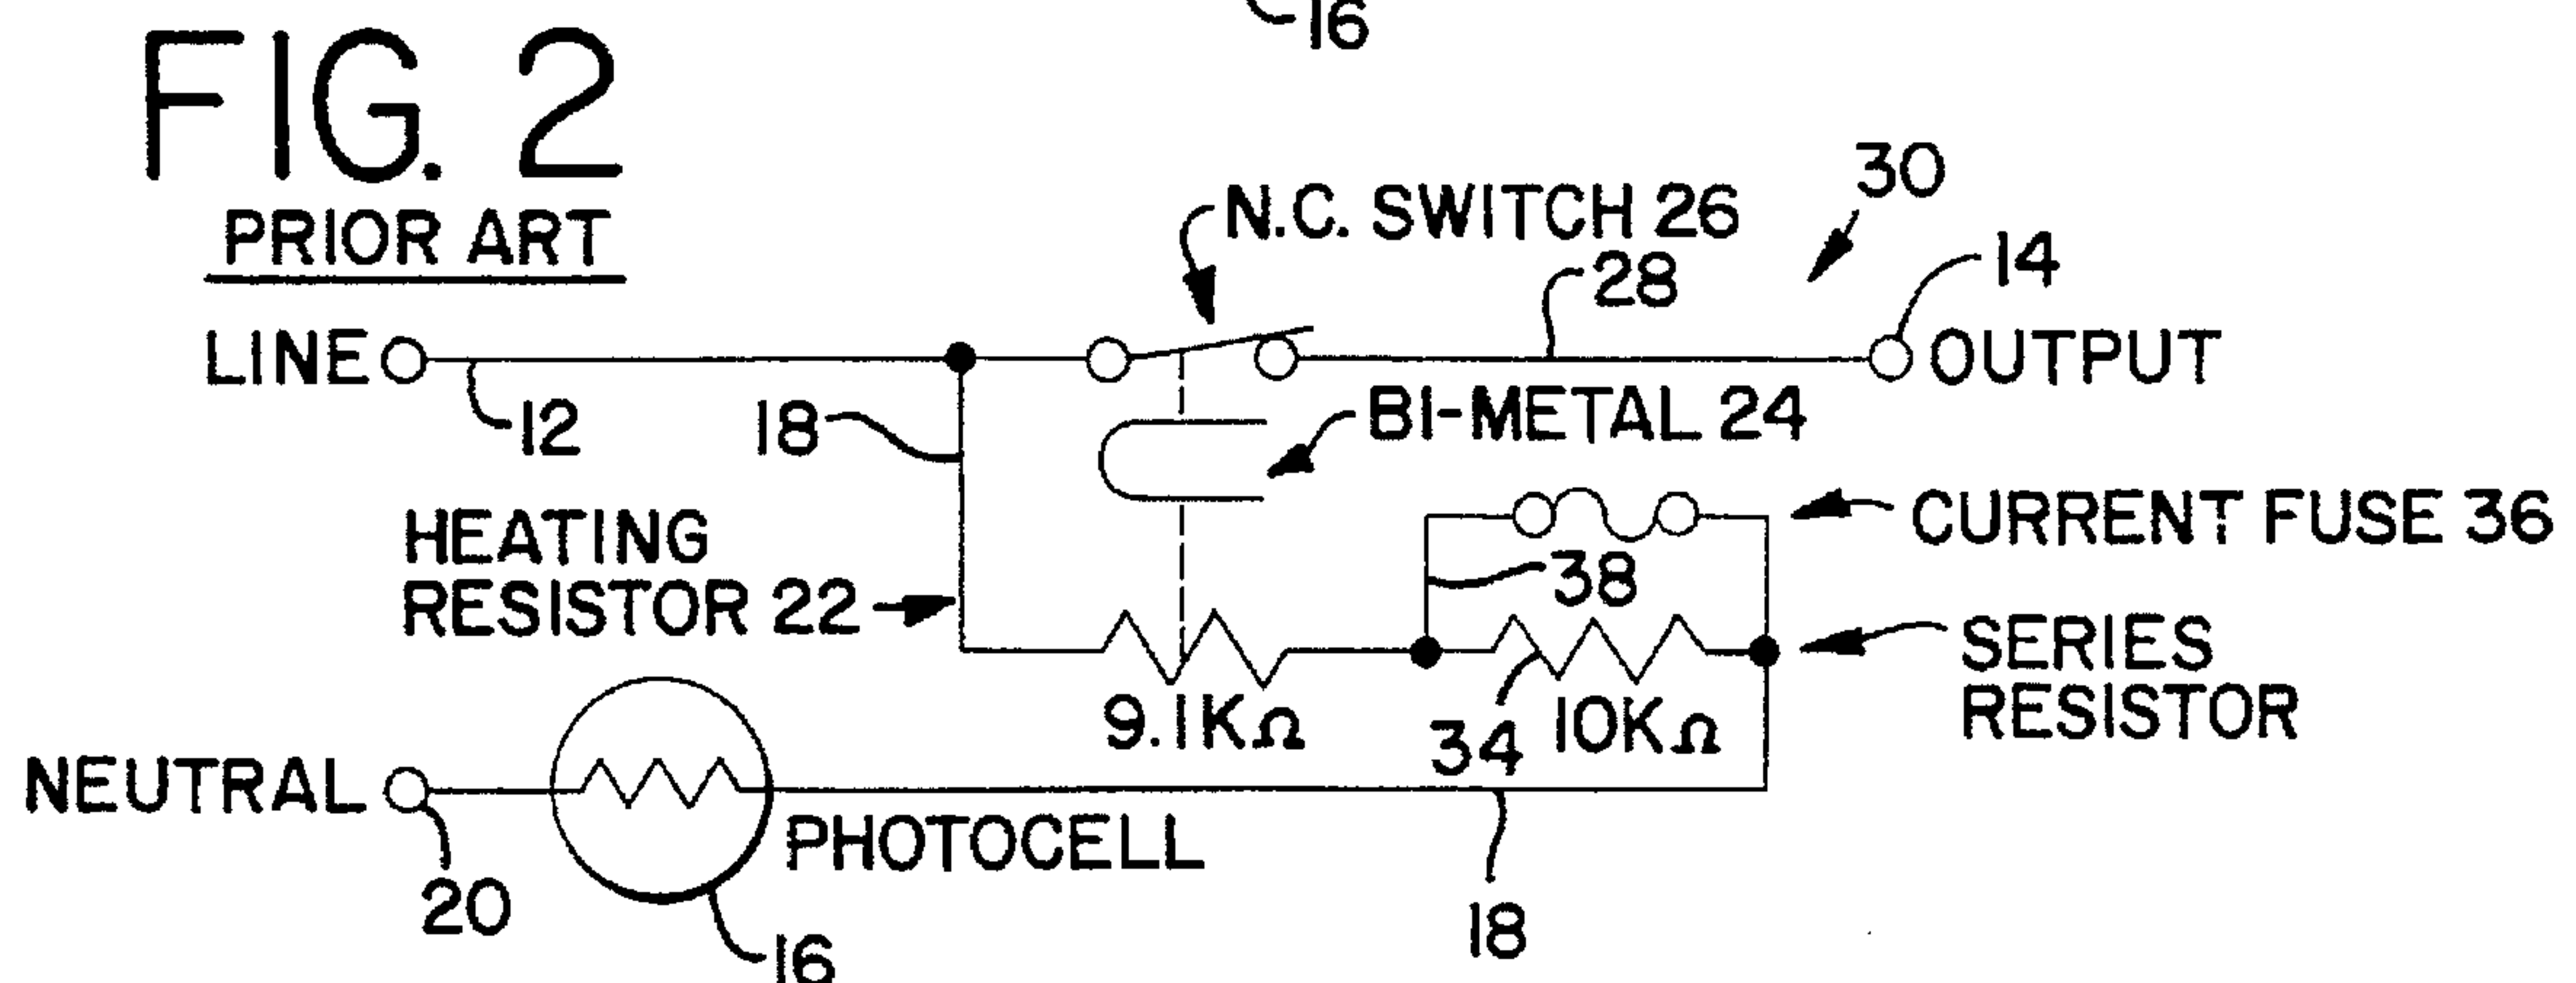 16
FIG. 2
PRIOR ART
N.C. SWITCH 26
30
28
14
LINE
OUTPUT
12
18
BI-METAL 24
HEATING
RESISTOR 22
CURRENT FUSE 36
38
SERIES
RESISTOR
9.1KΩ
34
10KΩ
NEUTRAL
PHOTOCELL
20
16
18